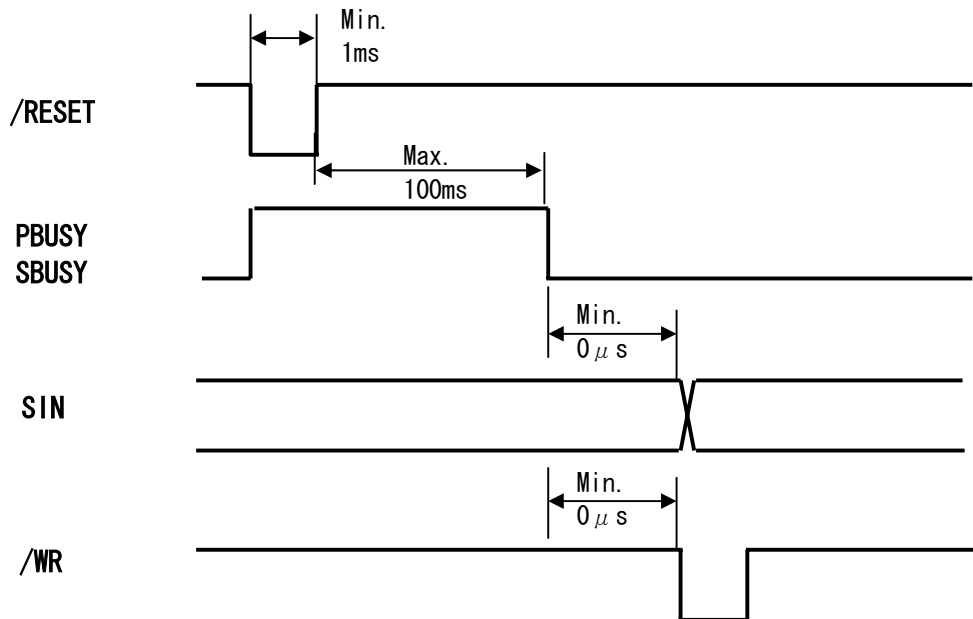 Min.
1ms
/RESET
Max.
100ms
PBUSY
SBUSY
Min.
0μs
SIN
Min.
0μs
/WR